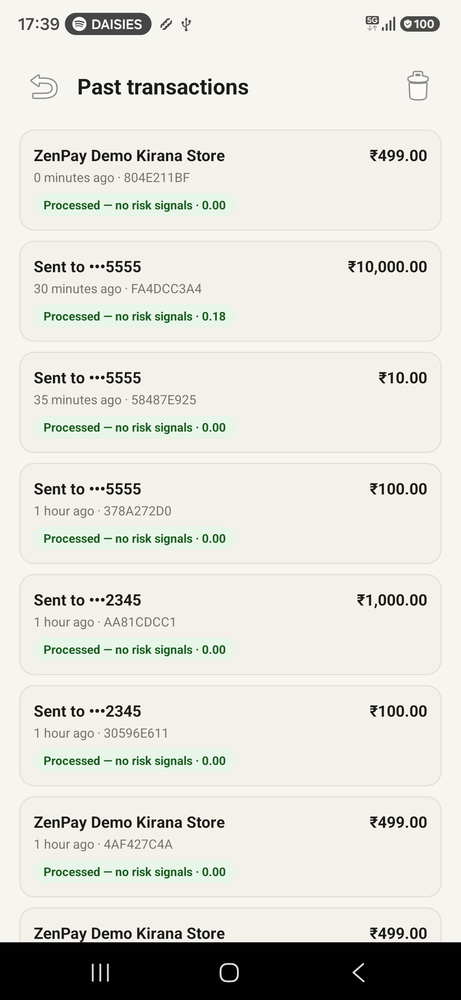 17:39 DAISIES 5G 100
Past transactions
ZenPay Demo Kirana Store ₹499.00
0 minutes ago · 804E211BF
Processed — no risk signals · 0.00
Sent to •••5555 ₹10,000.00
30 minutes ago · FA4DCC3A4
Processed — no risk signals · 0.18
Sent to •••5555 ₹10.00
35 minutes ago · 58487E925
Processed — no risk signals · 0.00
Sent to •••5555 ₹100.00
1 hour ago · 378A272D0
Processed — no risk signals · 0.00
Sent to •••2345 ₹1,000.00
1 hour ago · AA81CDCC1
Processed — no risk signals · 0.00
Sent to •••2345 ₹100.00
1 hour ago · 30596E611
Processed — no risk signals · 0.00
ZenPay Demo Kirana Store ₹499.00
1 hour ago · 4AF427C4A
Processed — no risk signals · 0.00
ZenPay Demo Kirana Store ₹499.00